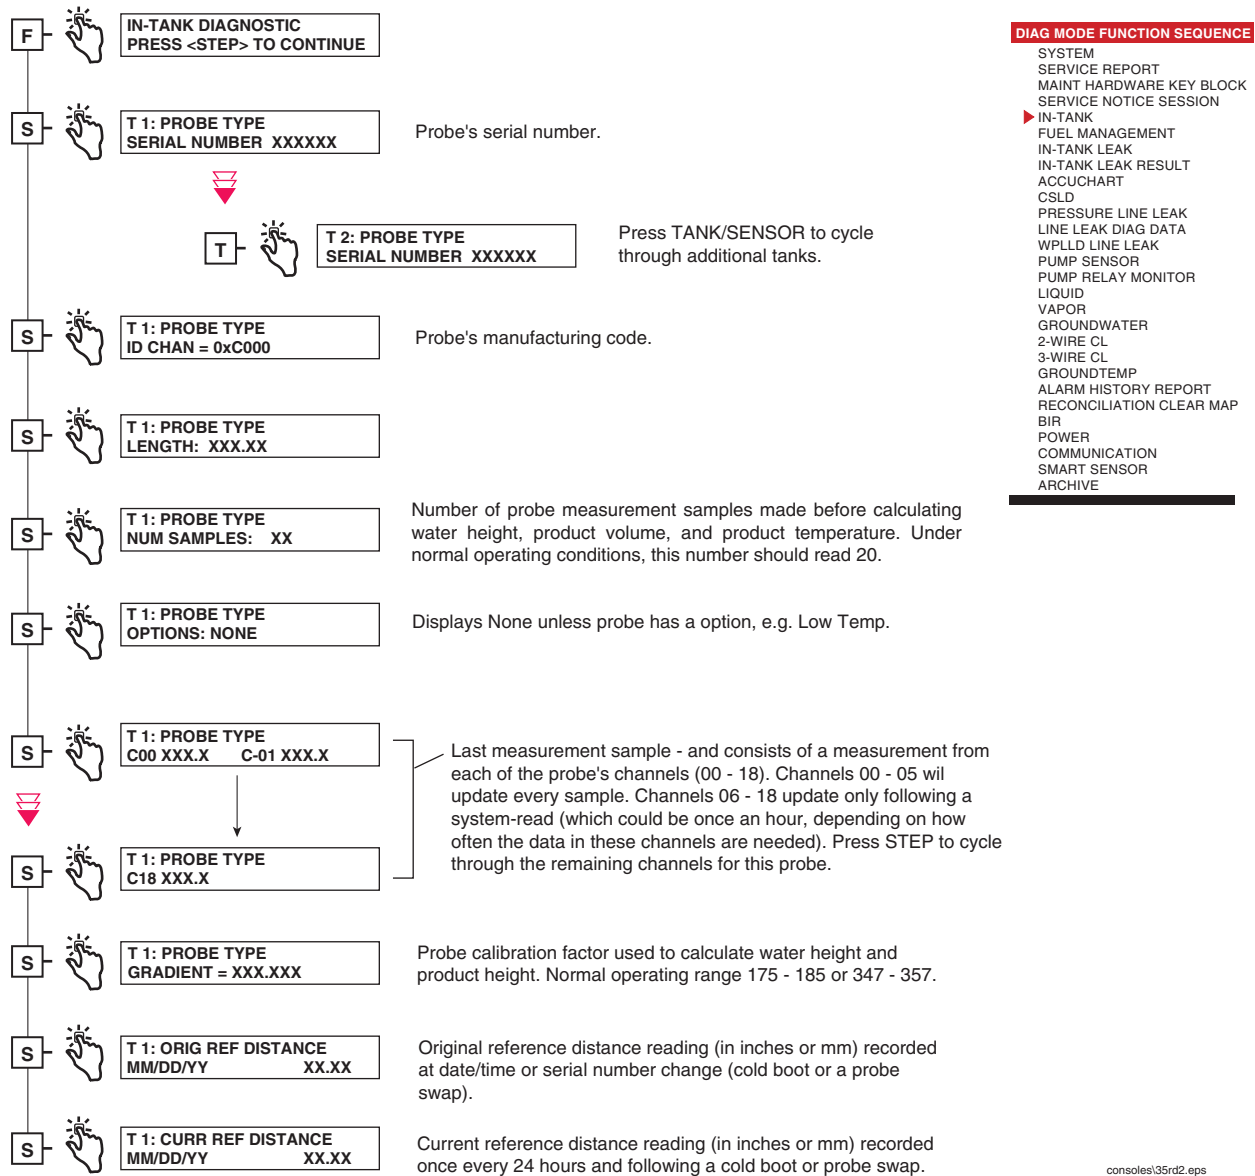 F
IN-TANK DIAGNOSTIC
PRESS <STEP> TO CONTINUE
S
T 1: PROBE TYPE
SERIAL NUMBER XXXXXX
Probe's serial number.
T
T 2: PROBE TYPE
SERIAL NUMBER XXXXXX
Press TANK/SENSOR to cycle
through additional tanks.
S
T 1: PROBE TYPE
ID CHAN = 0xC000
Probe's manufacturing code.
S
T 1: PROBE TYPE
LENGTH: XXX.XX
S
T 1: PROBE TYPE
NUM SAMPLES: XX
Number of probe measurement samples made before calculating
water height, product volume, and product temperature. Under
normal operating conditions, this number should read 20.
S
T 1: PROBE TYPE
OPTIONS: NONE
Displays None unless probe has a option, e.g. Low Temp.
S
T 1: PROBE TYPE
C00 XXX.X C-01 XXX.X
S
T 1: PROBE TYPE
C18 XXX.X
Last measurement sample - and consists of a measurement from
each of the probe's channels (00 - 18). Channels 00 - 05 wil
update every sample. Channels 06 - 18 update only following a
system-read (which could be once an hour, depending on how
often the data in these channels are needed). Press STEP to cycle
through the remaining channels for this probe.
S
T 1: PROBE TYPE
GRADIENT = XXX.XXX
Probe calibration factor used to calculate water height and
product height. Normal operating range 175 - 185 or 347 - 357.
S
T 1: ORIG REF DISTANCE
MM/DD/YY XX.XX
Original reference distance reading (in inches or mm) recorded
at date/time or serial number change (cold boot or a probe
swap).
S
T 1: CURR REF DISTANCE
MM/DD/YY XX.XX
Current reference distance reading (in inches or mm) recorded
once every 24 hours and following a cold boot or probe swap.
DIAG MODE FUNCTION SEQUENCE
SYSTEM
SERVICE REPORT
MAINT HARDWARE KEY BLOCK
SERVICE NOTICE SESSION
IN-TANK
FUEL MANAGEMENT
IN-TANK LEAK
IN-TANK LEAK RESULT
ACCUCHART
CSLD
PRESSURE LINE LEAK
LINE LEAK DIAG DATA
WPLLD LINE LEAK
PUMP SENSOR
PUMP RELAY MONITOR
LIQUID
VAPOR
GROUNDWATER
2-WIRE CL
3-WIRE CL
GROUNDTEMP
ALARM HISTORY REPORT
RECONCILIATION CLEAR MAP
BIR
POWER
COMMUNICATION
SMART SENSOR
ARCHIVE
consoles\35rd2.eps